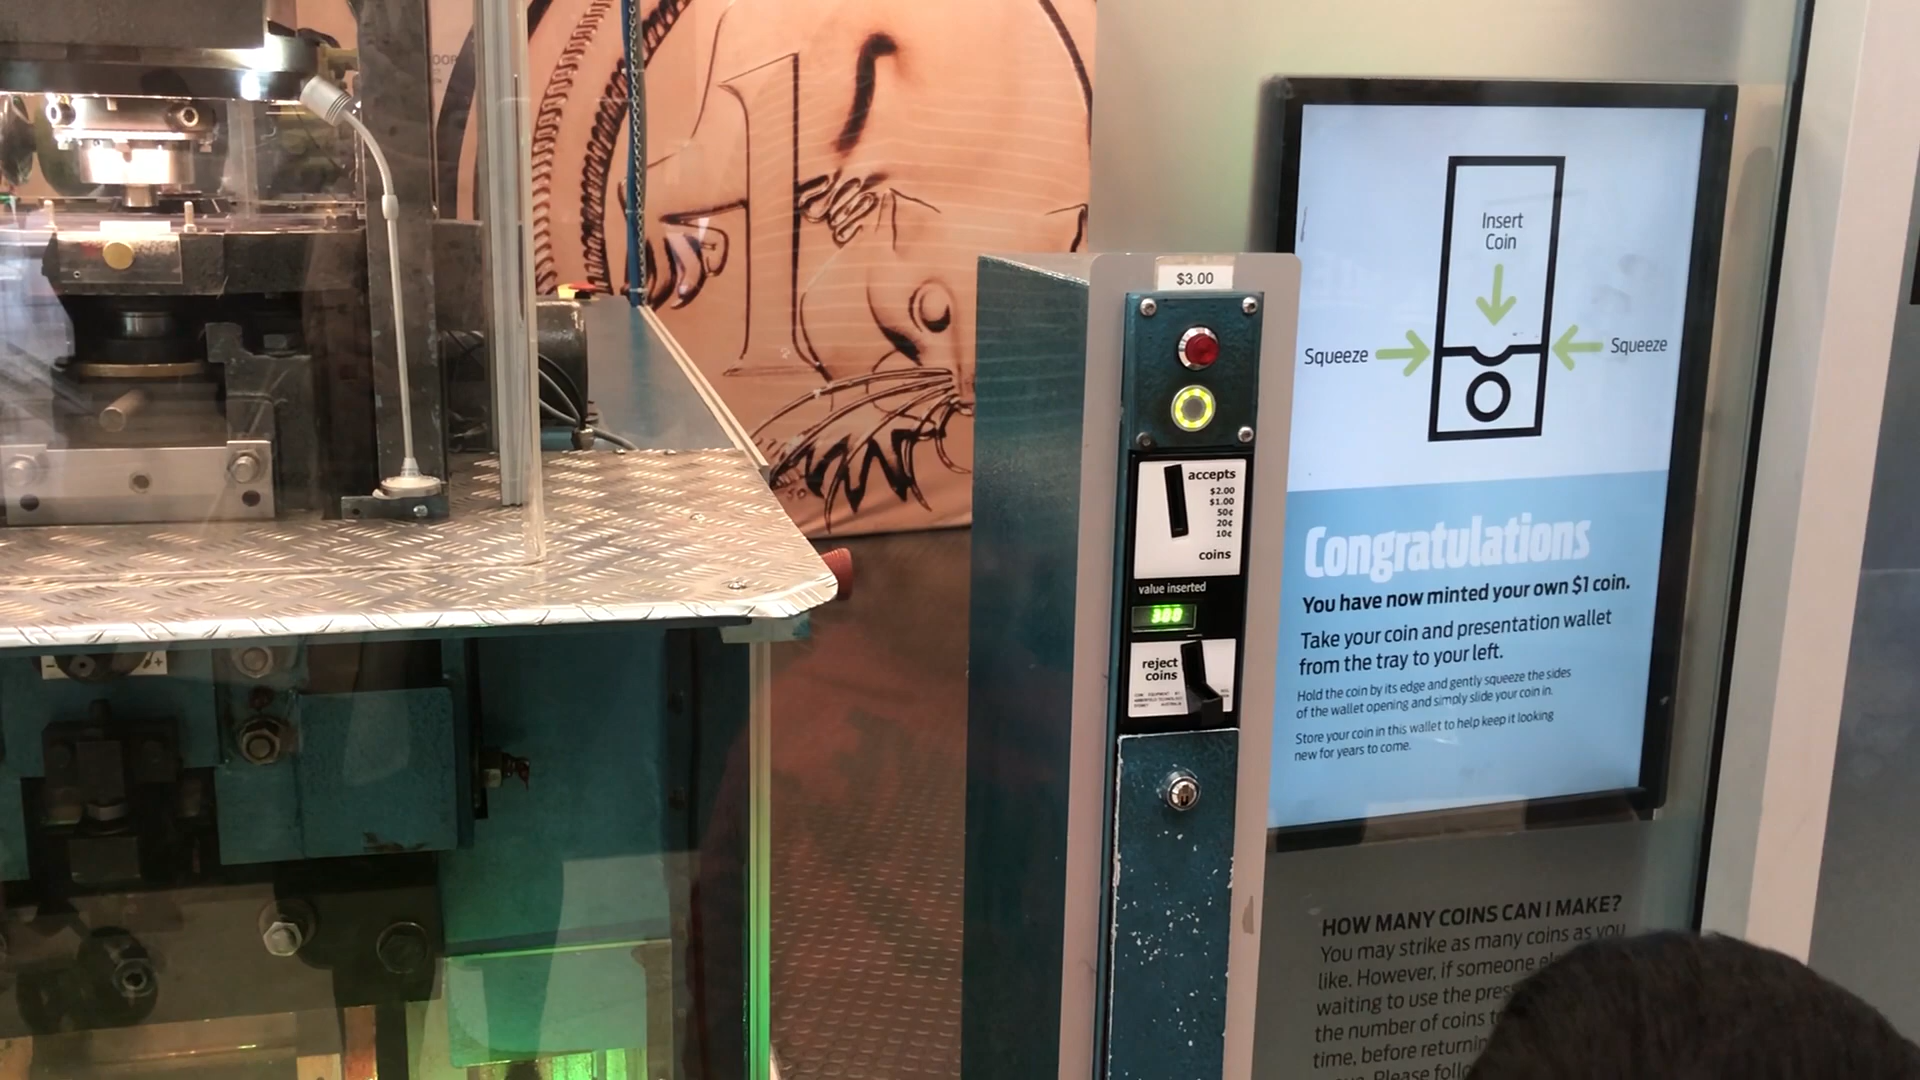 $3.00
accepts
$2.00
$1.00
50¢
20¢
10¢
coins
value inserted
reject
coins
Insert
Coin
Squeeze
Squeeze
Congratulations
You have now minted your own $1 coin.
Take your coin and presentation wallet
from the tray to your left.
Hold the coin by its edge and gently squeeze the sides
of the wallet opening and simply slide your coin in.
Store your coin in this wallet to help keep it looking
new for years to come.
HOW MANY COINS CAN I MAKE?
You may strike as many coins as you
like. However, if someone
waiting to use the
the number of coins
time, before
Please